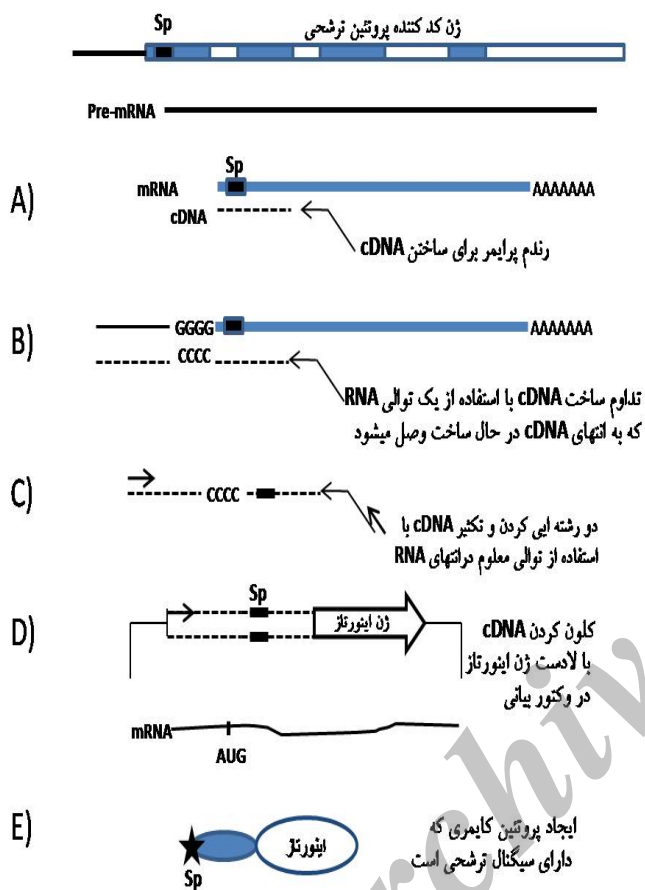 Sp
ژن کد کننده پروتئین ترشحی
Pre-mRNA
Sp
A)
mRNA
AAAAAAA
cDNA
رندم پرایمر برای ساختن cDNA
B)
GGGG
AAAAAAA
CCCC
تداوم ساخت cDNA با استفاده از یک توالی RNA
که به انتهای cDNA در حال ساخت وصل میشود
C)
CCCC
دو رشته ایی کردن و تکثیر cDNA با
استفاده از توالی معلوم درانتهای RNA
D)
Sp
ژن اینورتاز
کلون کردن cDNA
با لادست ژن اینورتاز
در وکتور بیانی
mRNA
AUG
E)
اینورتاز
Sp
ایجاد پروتئین کایمری که
دارای سیگنال ترشحی است
Archiv